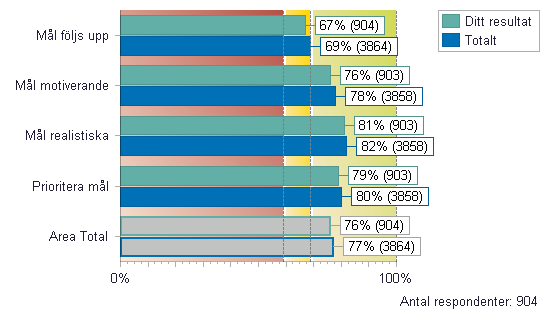 Mål följs upp
67% (904)
69% (3864)
Mål motiverande
76% (903)
78% (3858)
Mål realistiska
81% (903)
82% (3858)
Prioritera mål
79% (903)
80% (3858)
Area Total
76% (904)
77% (3864)
0%
100%
Ditt resultat
Totalt
Antal respondenter: 904